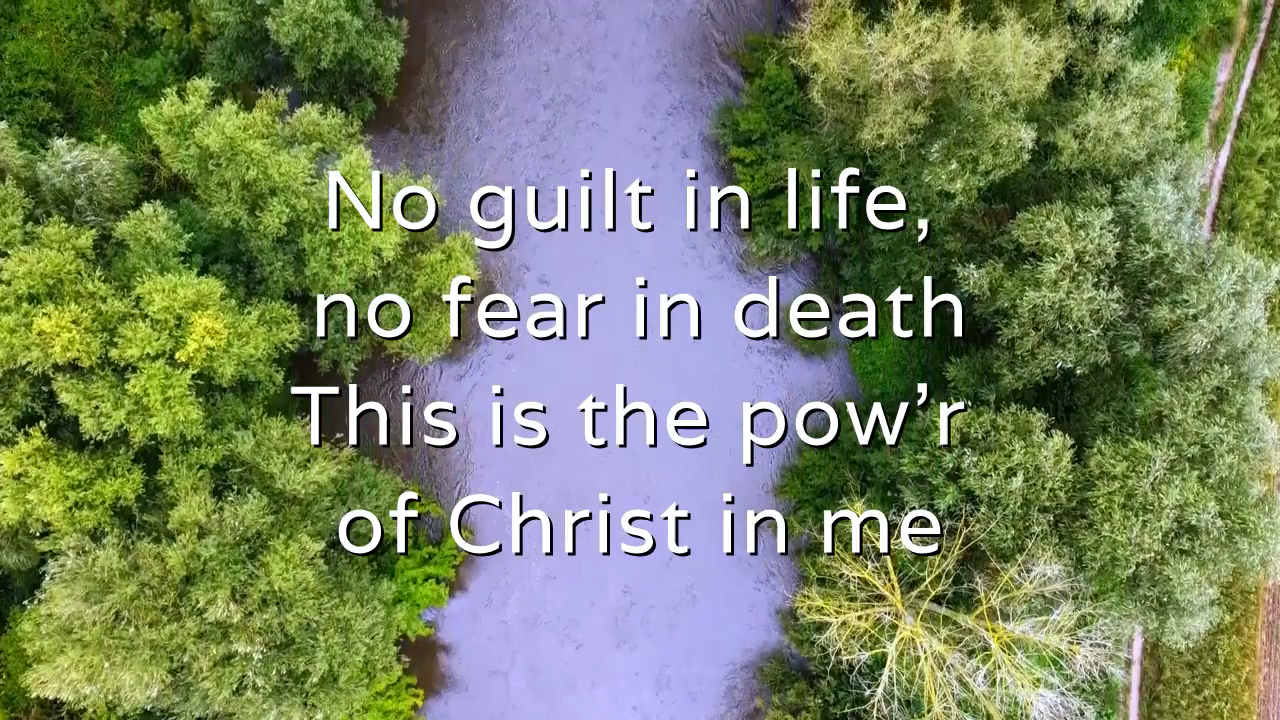 No guilt in life,
no fear in death
This is the pow’r
of Christ in me